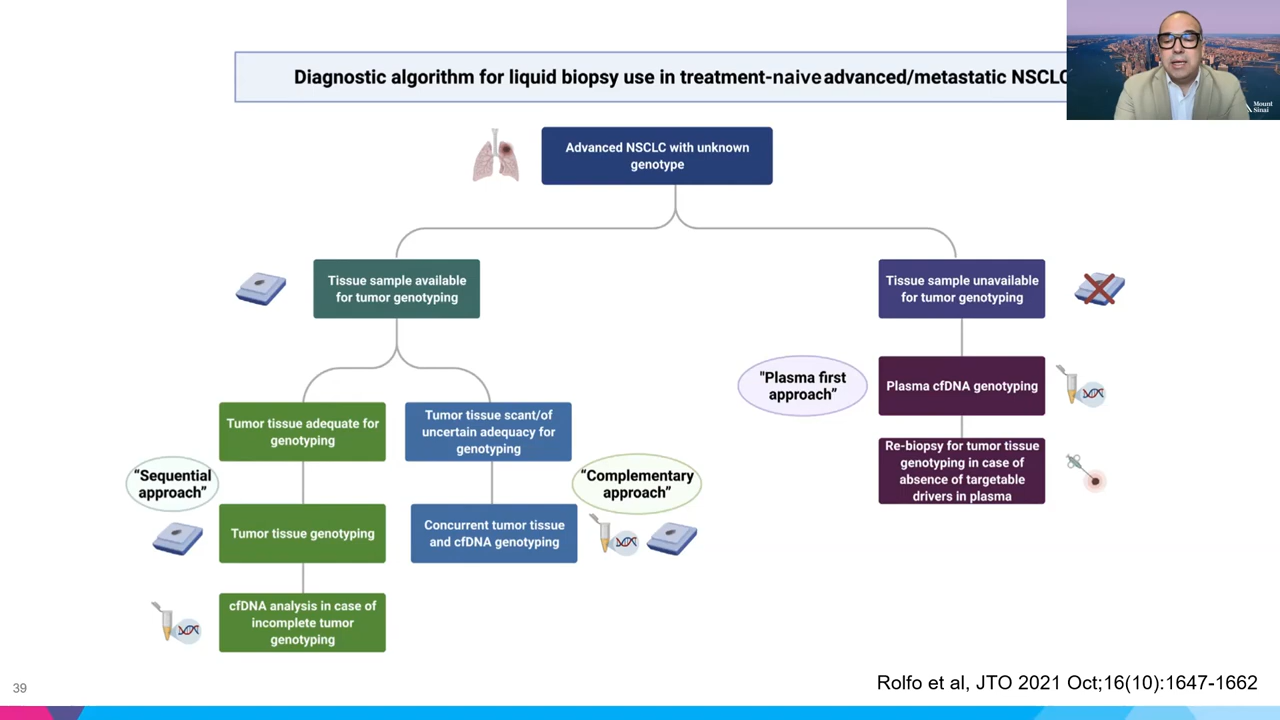 Diagnostic algorithm for liquid biopsy use in treatment-naive advanced/metastatic NSCLC
Mount
Sinai
Advanced NSCLC with unknown
genotype
Tissue sample available
for tumor genotyping
Tissue sample unavailable
for tumor genotyping
"Plasma first
approach”
Plasma cfDNA genotyping
Tumor tissue adequate for
genotyping
Tumor tissue scant/of
uncertain adequacy for
genotyping
Re-biopsy for tumor tissue
genotyping in case of
absence of targetable
drivers in plasma
“Sequential
approach”
“Complementary
approach”
Tumor tissue genotyping
Concurrent tumor tissue
and cfDNA genotyping
cfDNA analysis in case of
incomplete tumor
genotyping
39
Rolfo et al, JTO 2021 Oct;16(10):1647-1662